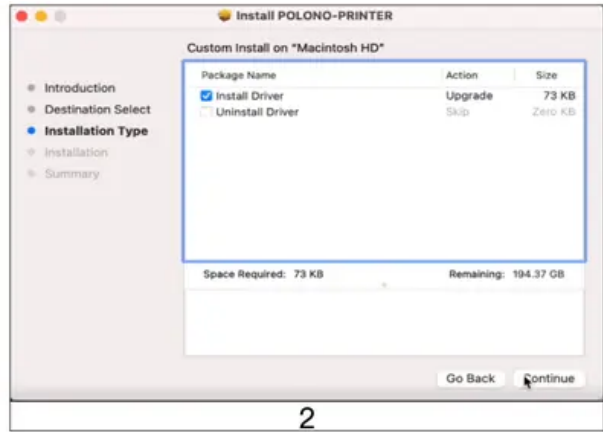 Install POLONO-PRINTER
Custom Install on "Macintosh HD"
Introduction
Destination Select
Installation Type
Installation
Summary
Package Name Action Size
Install Driver Upgrade 73 KB
Uninstall Driver Skip Zero KB
Space Required: 73 KB Remaining: 194.37 GB
Go Back Continue
2